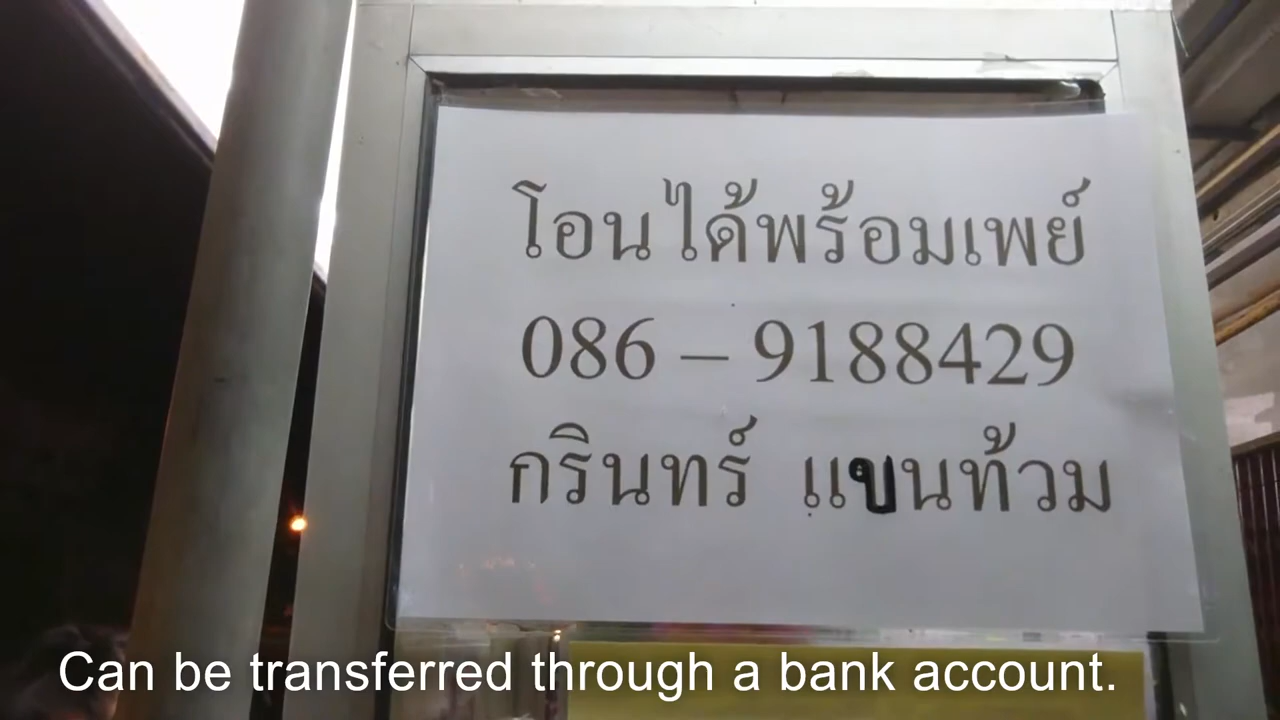 โอนได้พร้อมเพย์
086 – 9188429
กรินทร์ แขนท้วม
Can be transferred through a bank account.